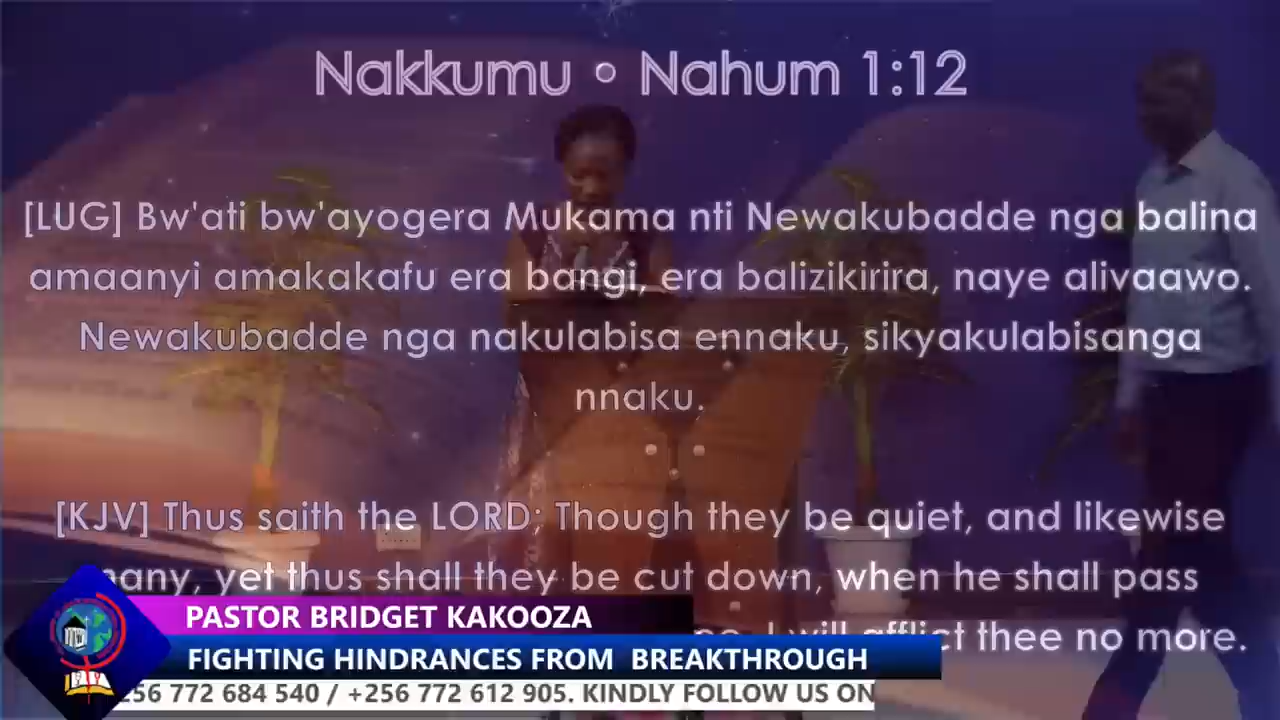 Nakkumu • Nahum 1:12
[LUG] Bw'ati bw'ayogera Mukama nti Newakubadde nga balina
amaanyi amakakafu era bangi, era balizikirira, naye alivaawo.
Newakubadde nga nakulabisa ennaku, sikyakulabisanga
nnaku.
[KJV] Thus saith the LORD; Though they be quiet, and likewise
many, yet thus shall they be cut down, when he shall pass
I will afflict thee no more.
PASTOR BRIDGET KAKOOZA
FIGHTING HINDRANCES FROM BREAKTHROUGH
256 772 684 540 / +256 772 612 905. KINDLY FOLLOW US ON